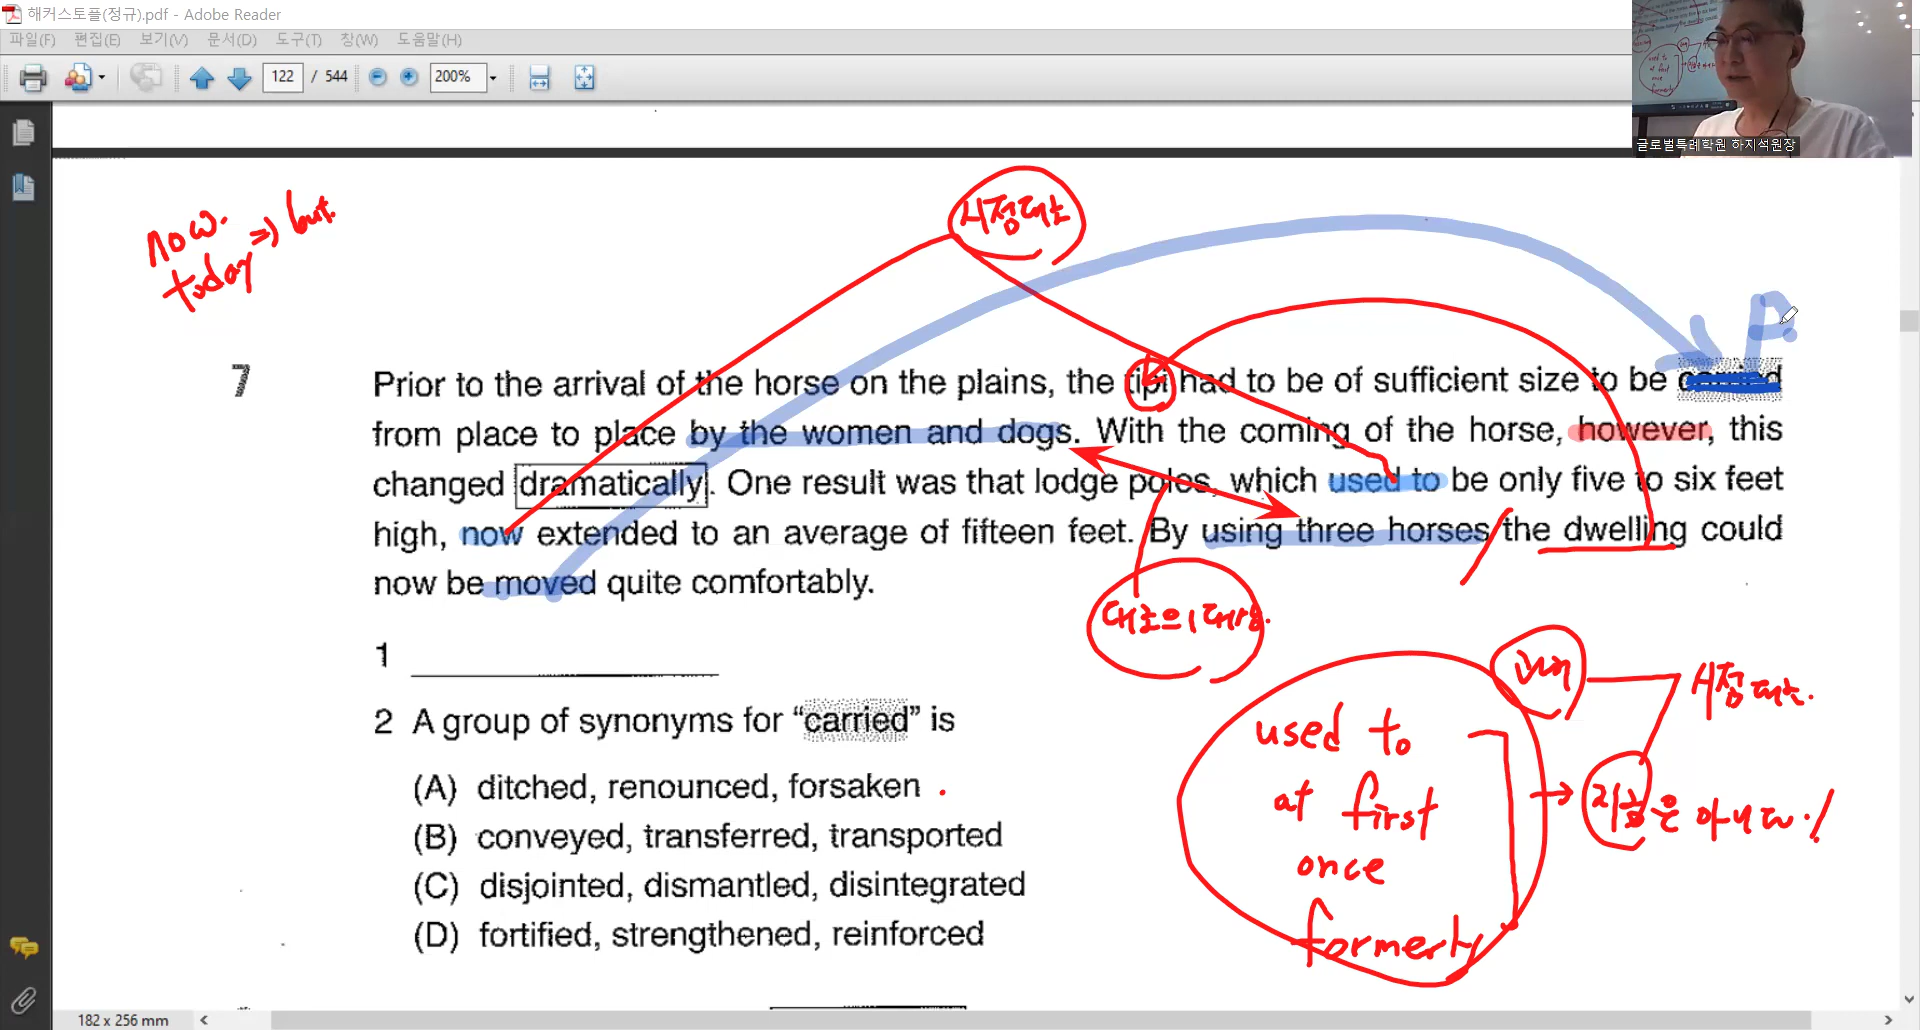 해커스토플(정규).pdf - Adobe Reader
파일(F) 편집(E) 보기(V) 문서(D) 도구(T) 창(W) 도움말(H)
122 / 544 200%
글로벌특례학원 하지석원장
시점대조
now.
today => but.
P.
7
Prior to the arrival of the horse on the plains, the tipi had to be of sufficient size to be carried
from place to place by the women and dogs. With the coming of the horse, however, this
changed dramatically. One result was that lodge poles, which used to be only five to six feet
high, now extended to an average of fifteen feet. By using three horses the dwelling could
now be moved quite comfortably.
대조의 대상.
1
2 A group of synonyms for “carried” is
(A) ditched, renounced, forsaken
(B) conveyed, transferred, transported
(C) disjointed, dismantled, disintegrated
(D) fortified, strengthened, reinforced
시점대조.
used to
at first
once
formerly
지금은 아니다.!
182 x 256 mm